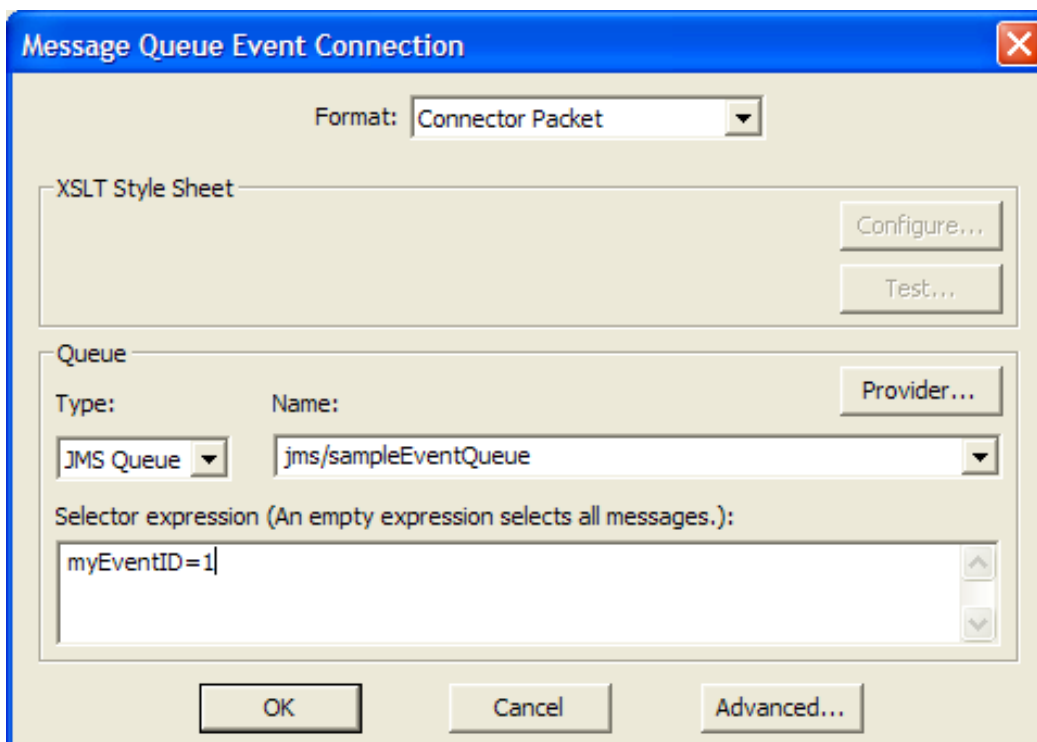 Message Queue Event Connection
Format: Connector Packet
XSLT Style Sheet
Configure...
Test...
Queue
Provider...
Type: Name:
JMS Queue jms/sampleEventQueue
Selector expression (An empty expression selects all messages.):
myEventID=1
OK Cancel Advanced...